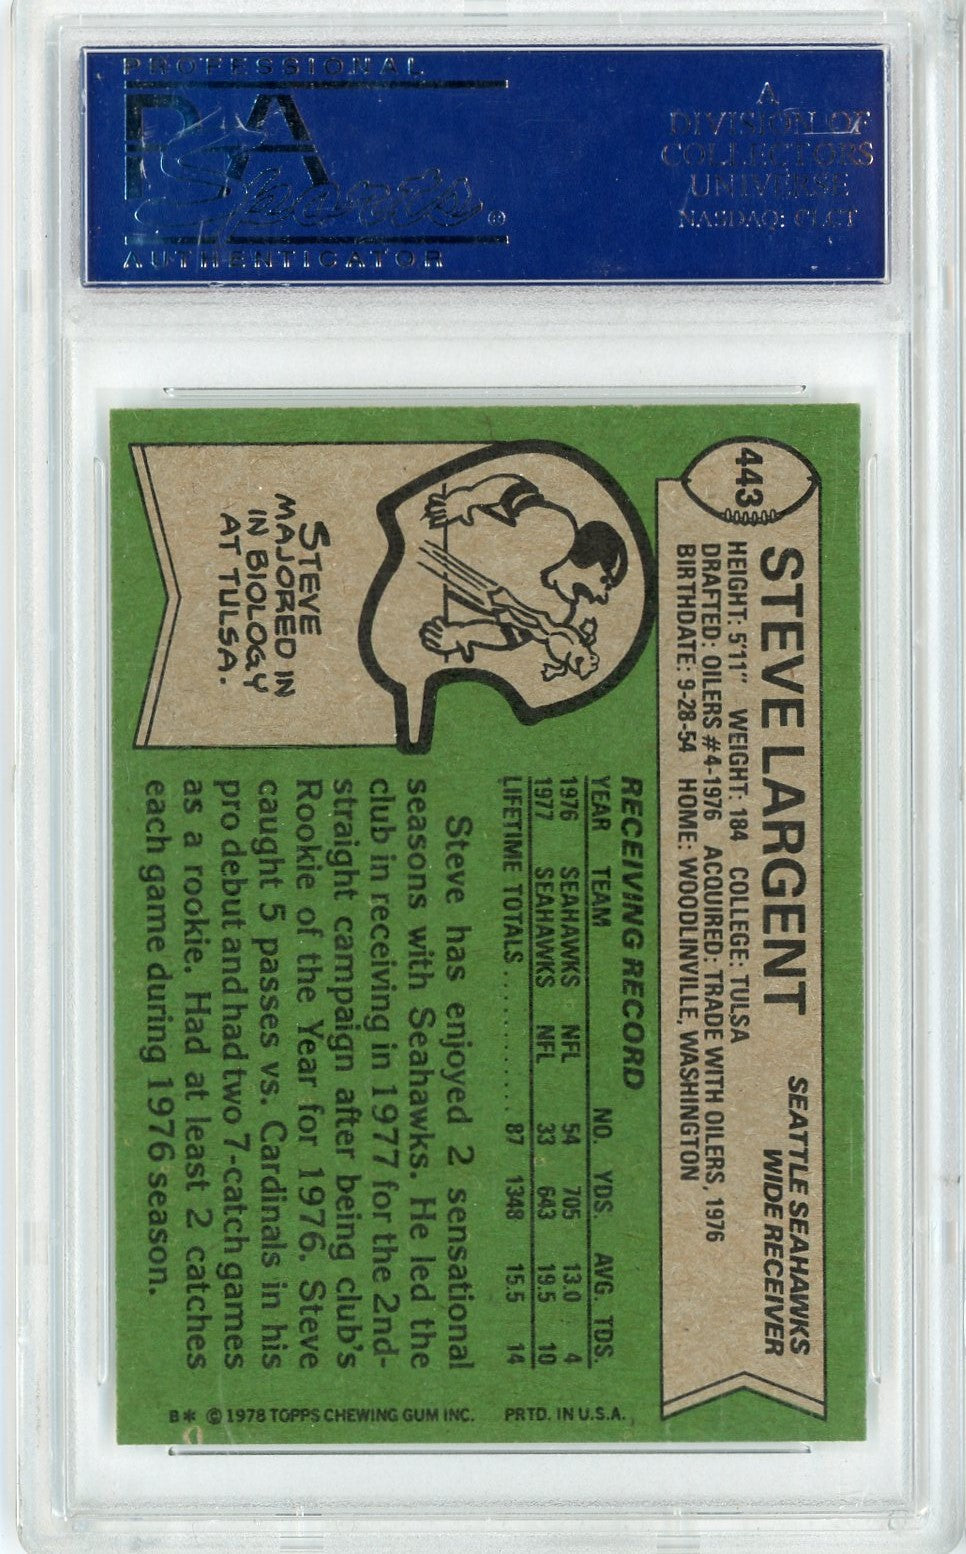 PROFESSIONAL
PSA
Sports®
AUTHENTICATOR
A
DIVISION OF
COLLECTORS
UNIVERSE
NASDAQ: CLCT
443
STEVE LARGENT
SEATTLE SEAHAWKS
WIDE RECEIVER
HEIGHT: 5'11" WEIGHT: 184 COLLEGE: TULSA
DRAFTED: OILERS #4-1976 ACQUIRED: TRADE WITH OILERS, 1976
BIRTHDATE: 9-28-54 HOME: WOODLINVILLE, WASHINGTON
RECEIVING RECORD
YEAR TEAM NO. YDS. AVG. TDS.
1976 SEAHAWKS NFL 54 705 13.0 4
1977 SEAHAWKS NFL 33 643 19.5 10
LIFETIME TOTALS .............. 87 1348 15.5 14
Steve has enjoyed 2 sensational
seasons with Seahawks. He led the
club in receiving in 1977 for the 2nd-
straight campaign after being club's
Rookie of the Year for 1976. Steve
caught 5 passes vs. Cardinals in his
pro debut and had two 7-catch games
as a rookie. Had at least 2 catches
each game during 1976 season.
STEVE
MAJORED IN
IN BIOLOGY
AT TULSA.
B* © 1978 TOPPS CHEWING GUM INC. PRTD. IN U.S.A.